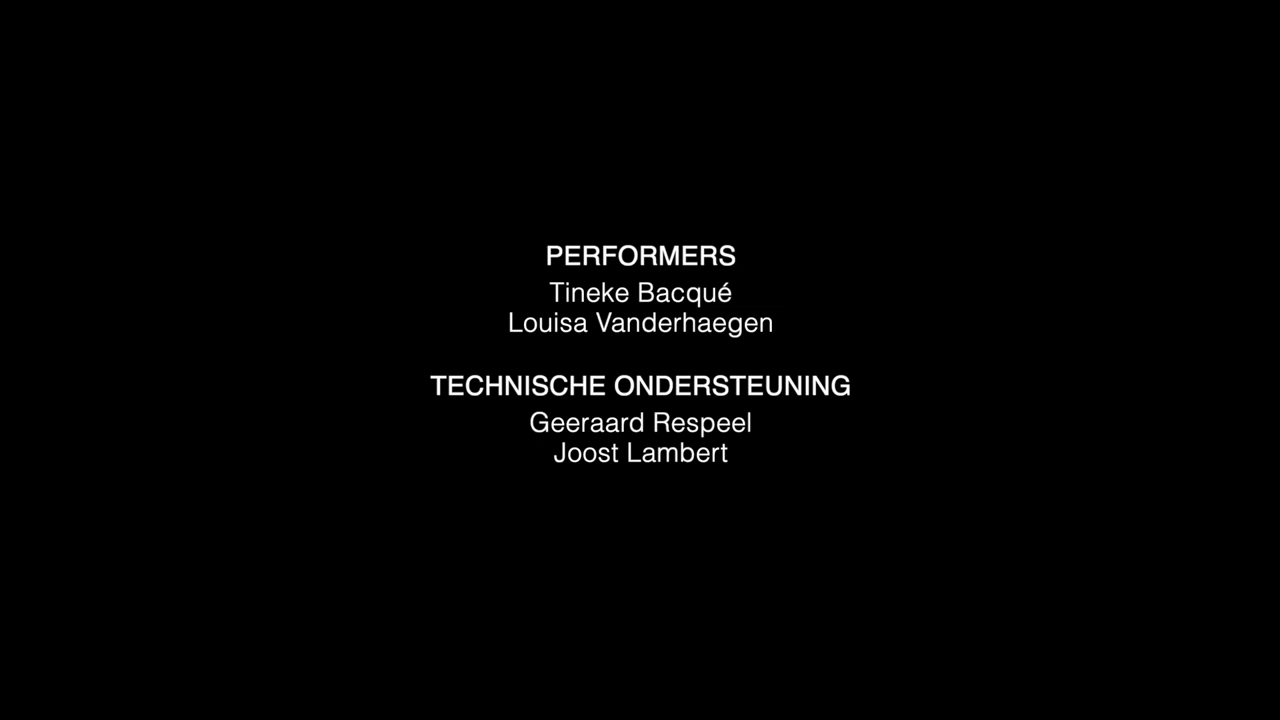 PERFORMERS
Tineke Bacqué
Louisa Vanderhaegen
TECHNISCHE ONDERSTEUNING
Geeraard Respeel
Joost Lambert